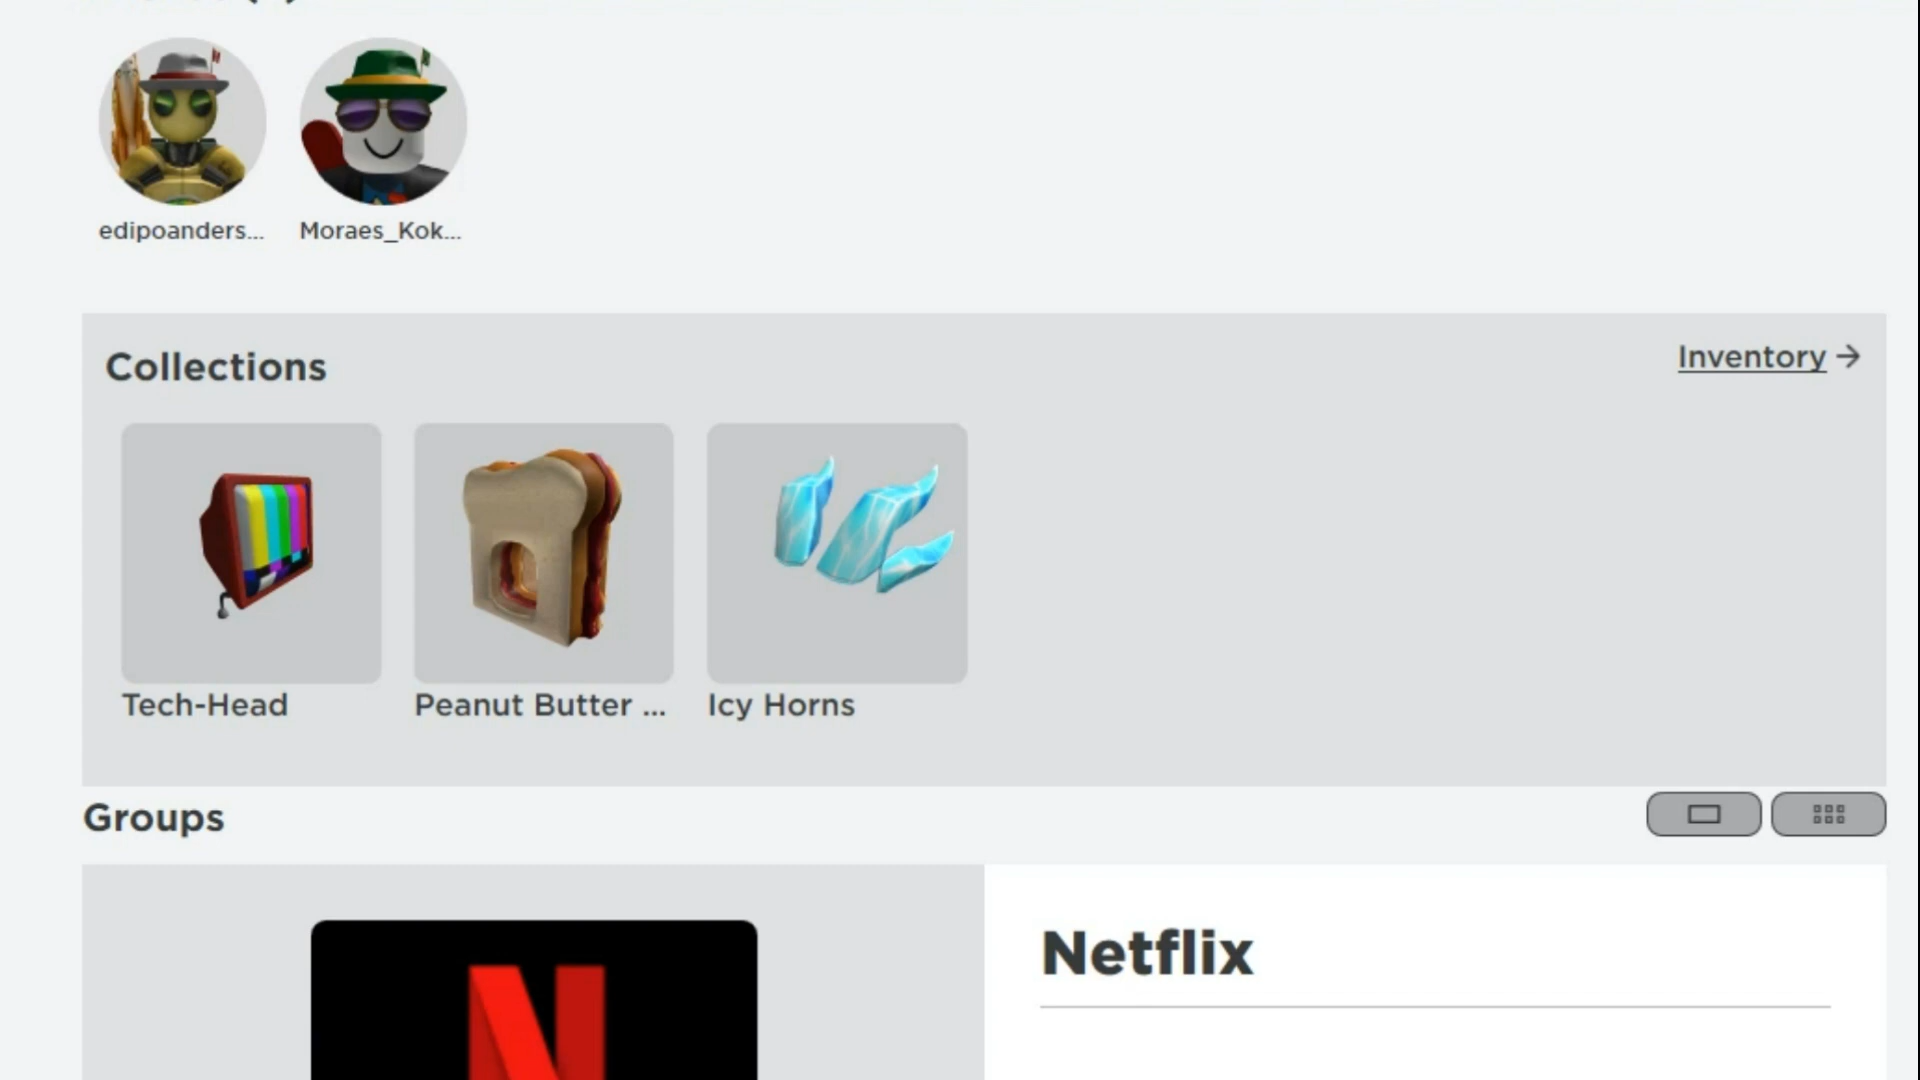 edipoanders...
Moraes_Kok...
Collections
Inventory →
Tech-Head
Peanut Butter ...
Icy Horns
Groups
N
Netflix